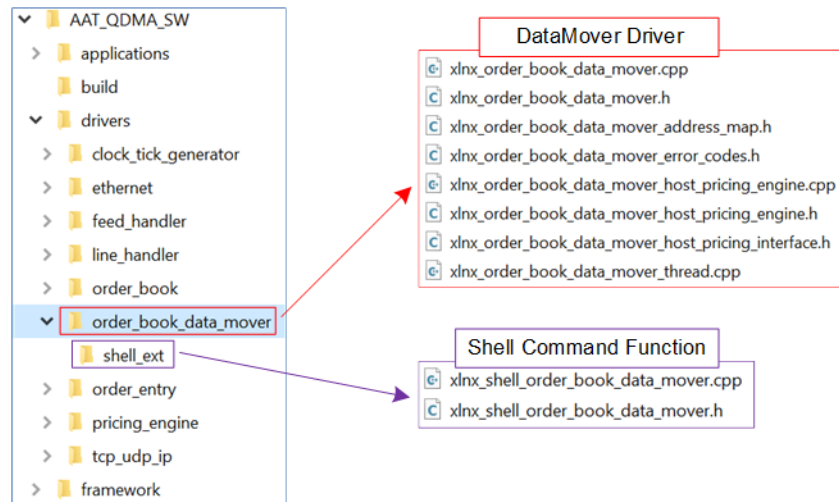 AAT_QDMA_SW
applications
build
drivers
clock_tick_generator
ethernet
feed_handler
line_handler
order_book
order_book_data_mover
shell_ext
order_entry
pricing_engine
tcp_udp_ip
framework
DataMover Driver
xlnx_order_book_data_mover.cpp
xlnx_order_book_data_mover.h
xlnx_order_book_data_mover_address_map.h
xlnx_order_book_data_mover_error_codes.h
xlnx_order_book_data_mover_host_pricing_engine.cpp
xlnx_order_book_data_mover_host_pricing_engine.h
xlnx_order_book_data_mover_host_pricing_interface.h
xlnx_order_book_data_mover_thread.cpp
Shell Command Function
xlnx_shell_order_book_data_mover.cpp
xlnx_shell_order_book_data_mover.h